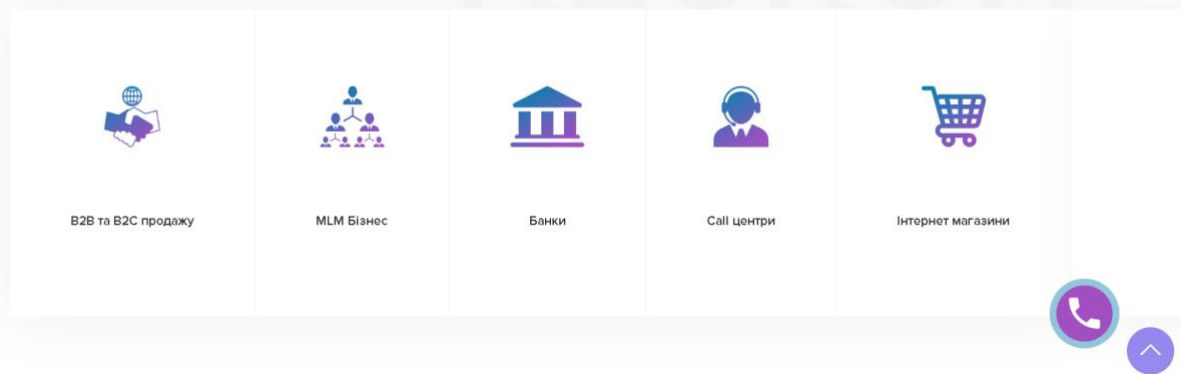 B2B та B2C продажу
MLM Бізнес
Банки
Call центри
Інтернет магазини